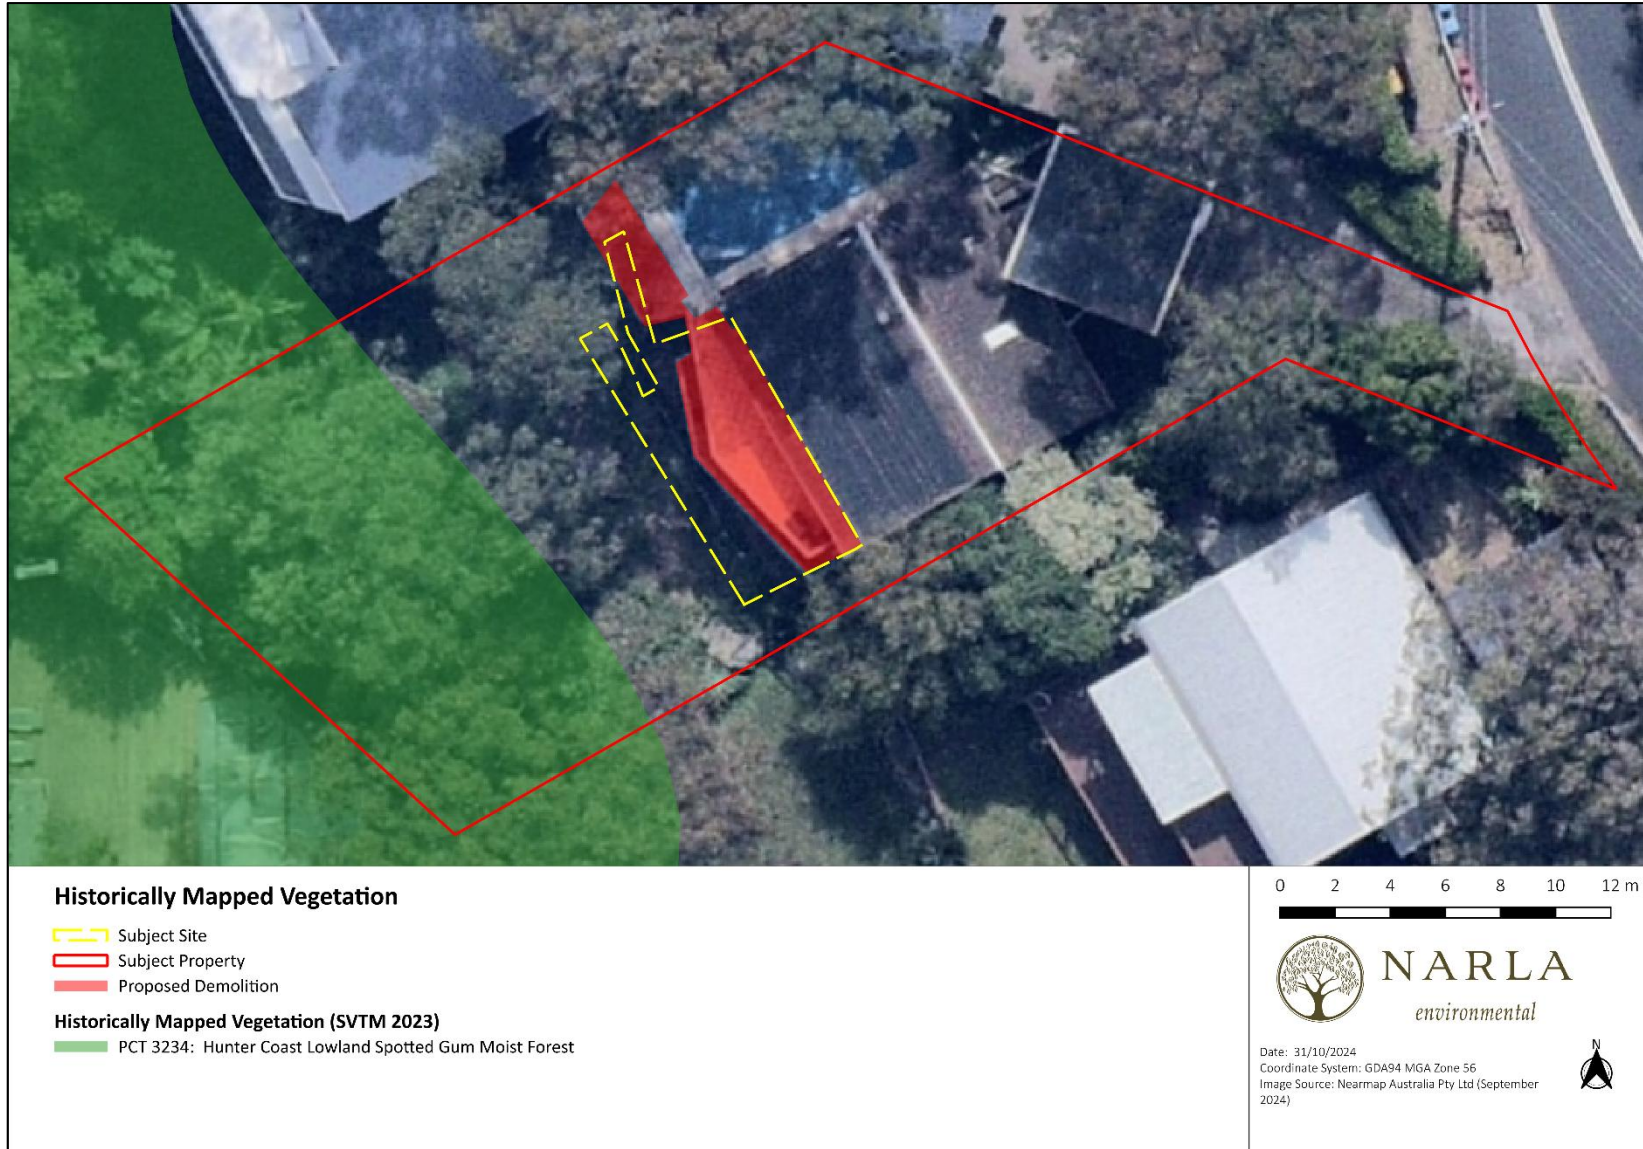 Historically Mapped Vegetation
Subject Site
Subject Property
Proposed Demolition
Historically Mapped Vegetation (SVTM 2023)
PCT 3234: Hunter Coast Lowland Spotted Gum Moist Forest
0 2 4 6 8 10 12 m
NARLA
environmental
Date: 31/10/2024
Coordinate System: GDA94 MGA Zone 56
Image Source: Nearmap Australia Pty Ltd (September
2024)
N